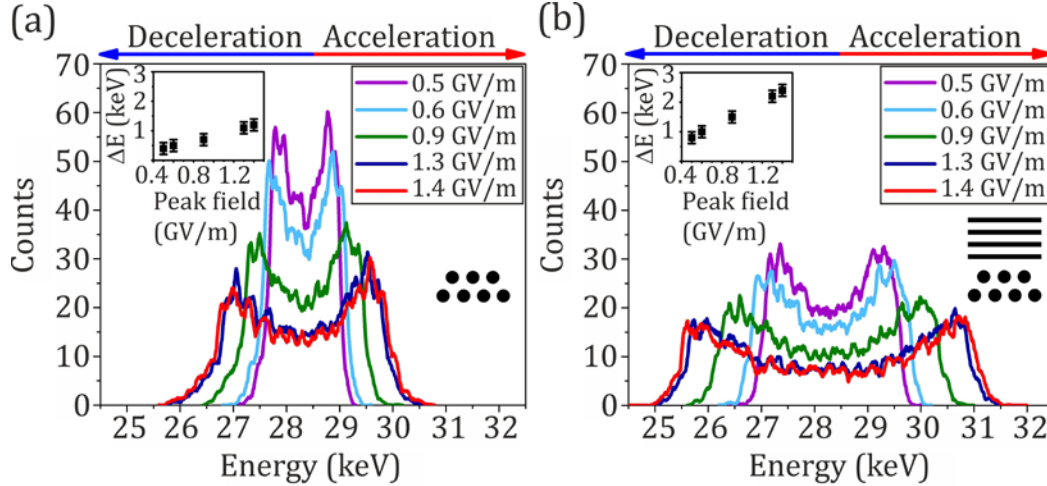 (a)
Deceleration Acceleration
70
60
50
40
30
20
10
0
Counts
25 26 27 28 29 30 31 32
Energy (keV)
3
2
1
ΔE (keV)
0.4 0.8 1.2
Peak field
(GV/m)
0.5 GV/m
0.6 GV/m
0.9 GV/m
1.3 GV/m
1.4 GV/m
(b)
Deceleration Acceleration
70
60
50
40
30
20
10
0
Counts
25 26 27 28 29 30 31 32
Energy (keV)
3
2
1
ΔE (keV)
0.4 0.8 1.2
Peak field
(GV/m)
0.5 GV/m
0.6 GV/m
0.9 GV/m
1.3 GV/m
1.4 GV/m